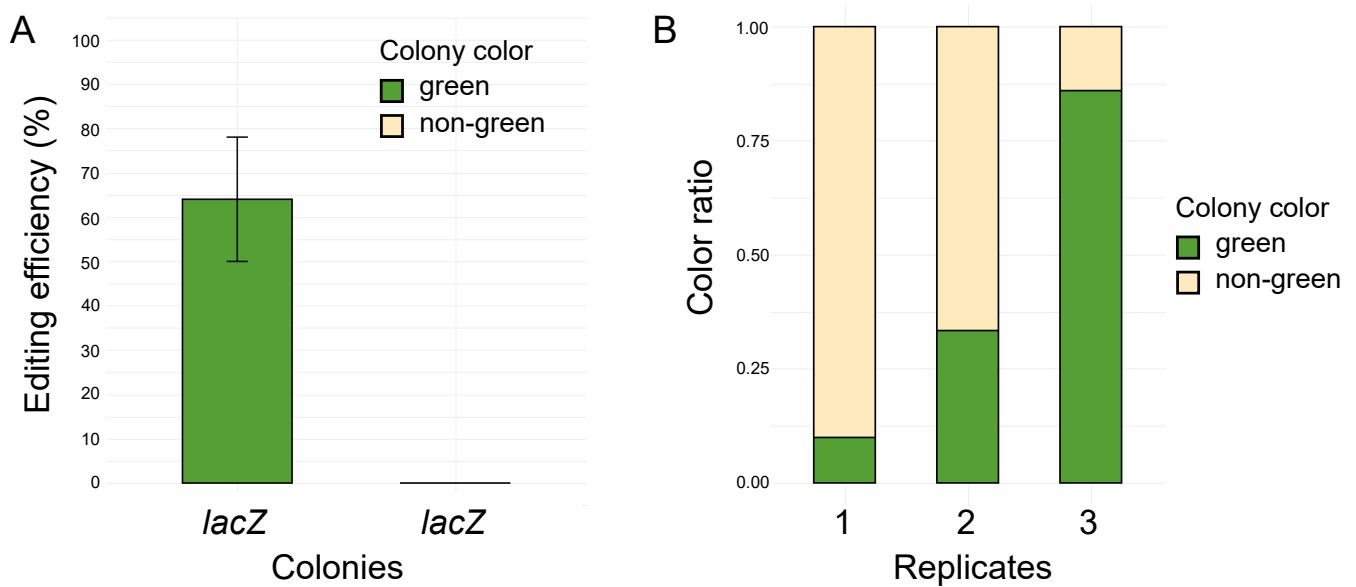 A
Editing efficiency (%)
100
90
80
70
60
50
40
30
20
10
0
Colony color
green
non-green
lacZ
lacZ
Colonies
B
Color ratio
1.00
0.75
0.50
0.25
0.00
1
2
3
Replicates
Colony color
green
non-green